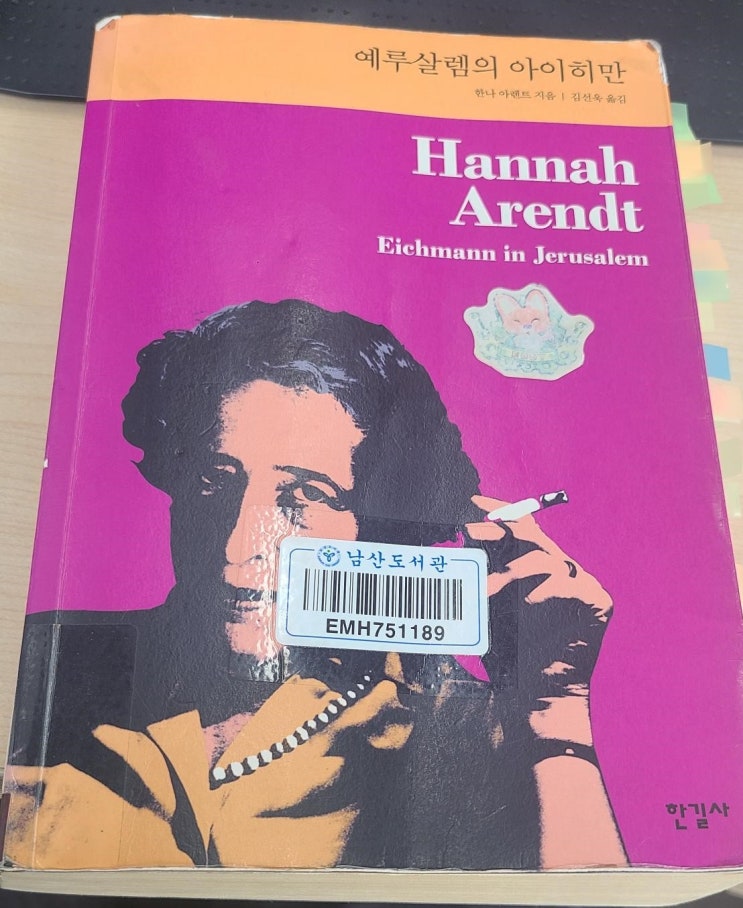 예루살렘의 아이히만
한나 아렌트 지음 | 김선욱 옮김
Hannah
Arendt
Eichmann in Jerusalem
남산도서관
EMH751189
한길사